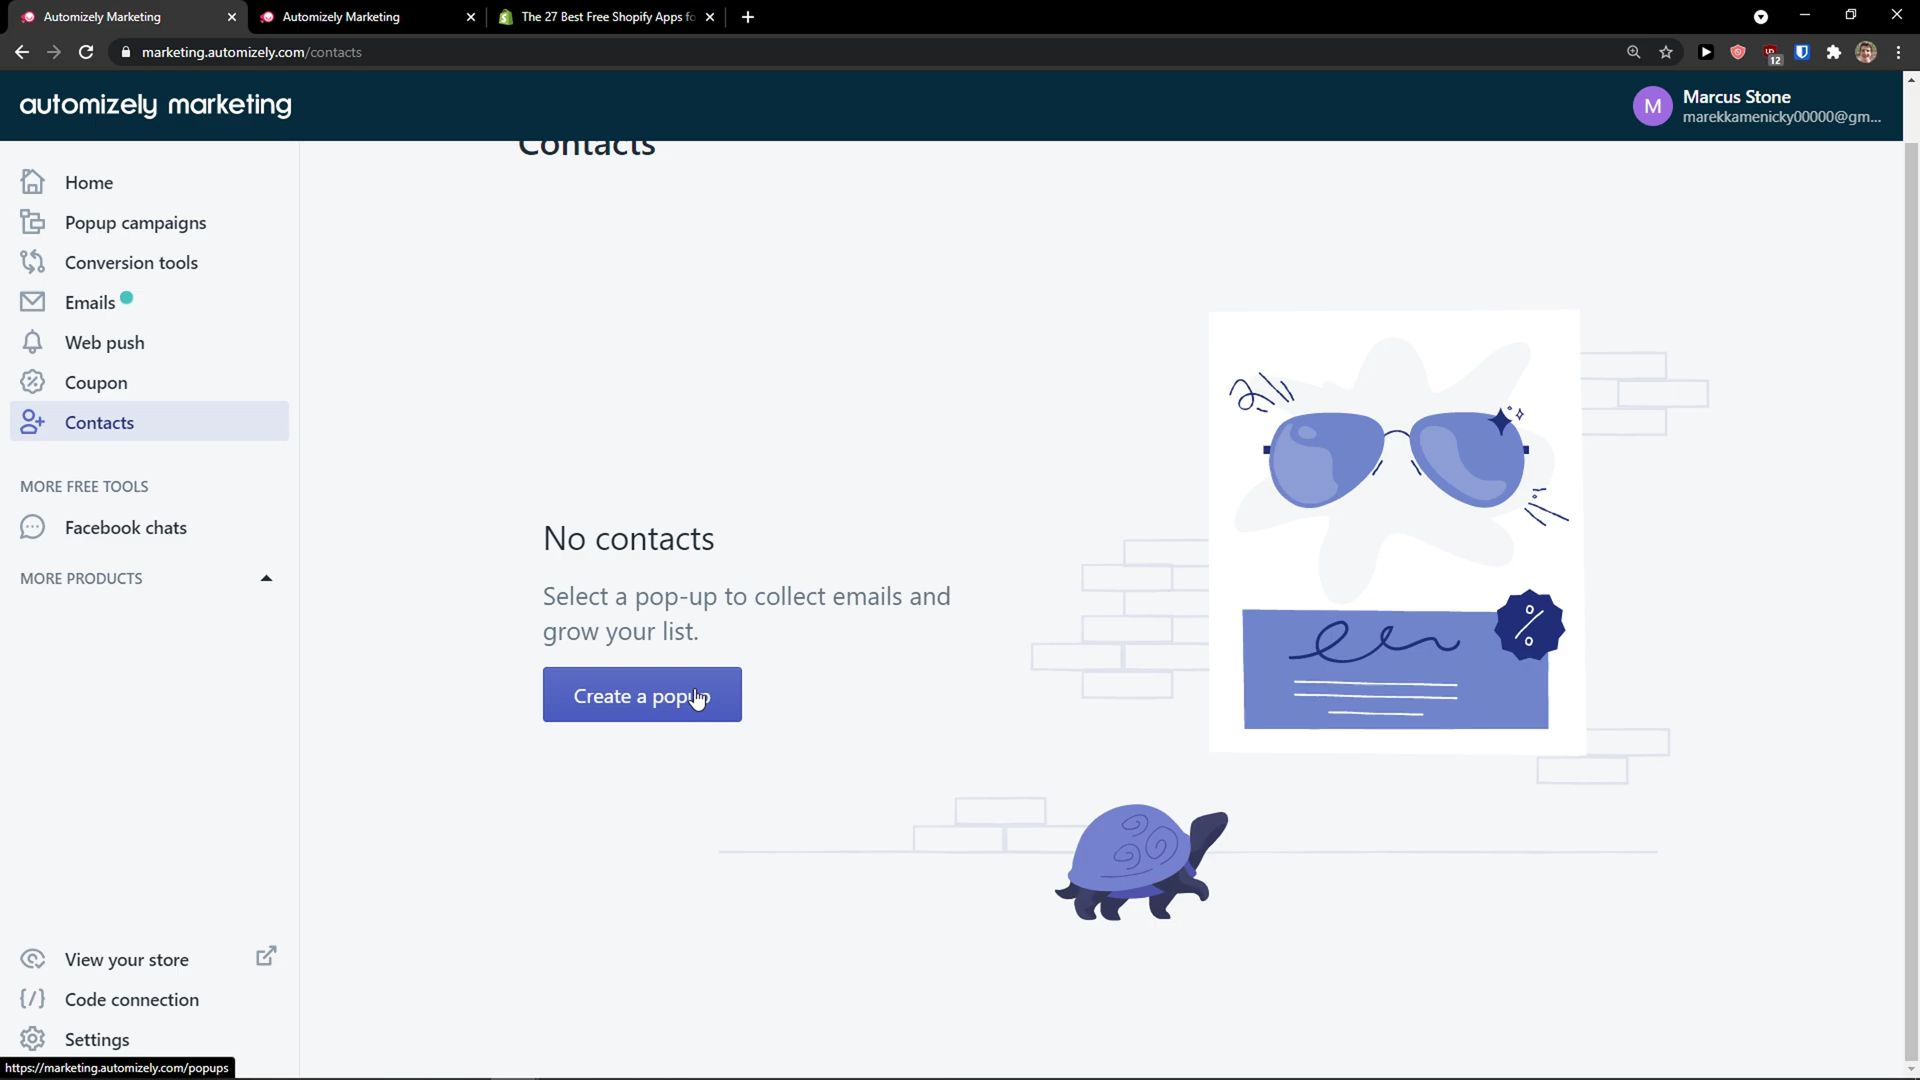 Automizely Marketing
Automizely Marketing
The 27 Best Free Shopify Apps fo
marketing.automizely.com/contacts
12
automizely marketing
M
Marcus Stone
marekkamenicky00000@gm...
Contacts
Home
Popup campaigns
Conversion tools
Emails
Web push
Coupon
Contacts
MORE FREE TOOLS
Facebook chats
MORE PRODUCTS
No contacts
Select a pop-up to collect emails and
grow your list.
Create a popup
View your store
Code connection
Settings
https://marketing.automizely.com/popups